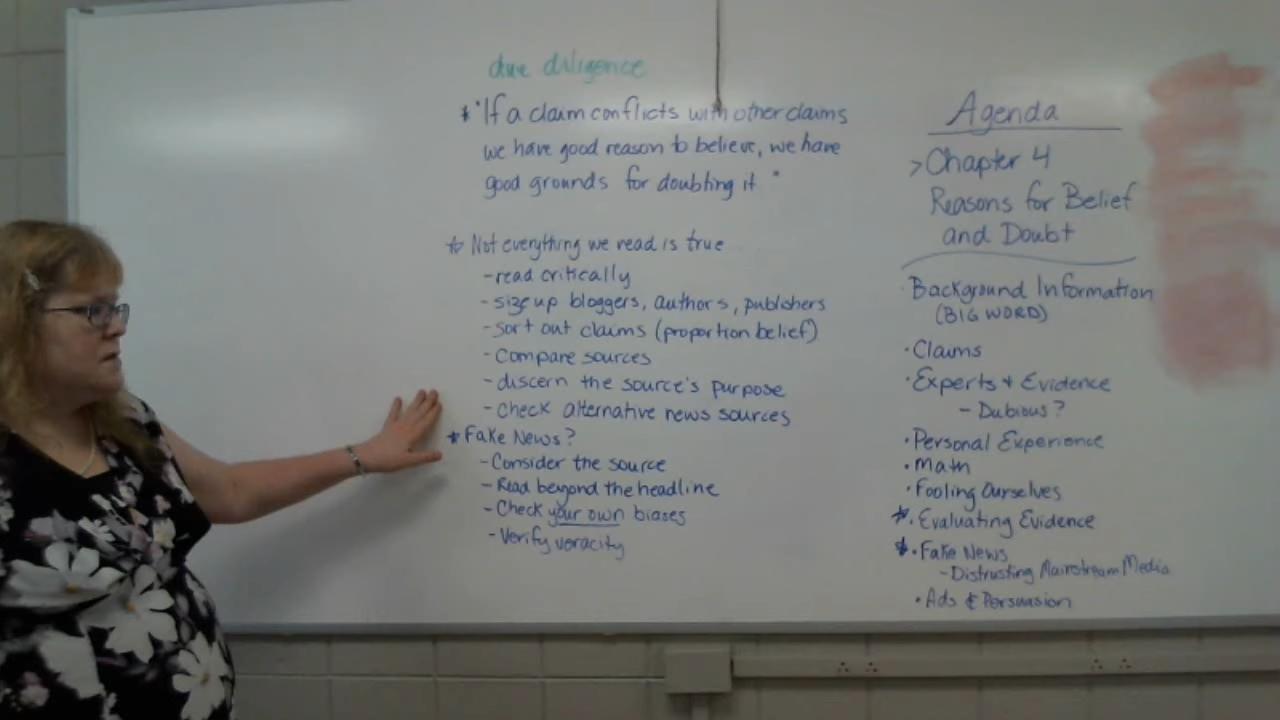 due diligence
* "If a claim conflicts with other claims
we have good reason to believe, we have
good grounds for doubting it."
* Not everything we read is true
- read critically
- size up bloggers, authors, publishers
- sort out claims (proportion belief)
- Compare sources
- discern the source's purpose
- check alternative news sources
* Fake News?
- Consider the source
- Read beyond the headline
- Check your own biases
- Verify veracity
Agenda
> Chapter 4
Reasons for Belief
and Doubt
Background Information
(BIG WORD)
• Claims
• Experts & Evidence
- Dubious?
• Personal Experience
• Math
• Fooling Ourselves
* • Evaluating Evidence
* • Fake News
- Distrusting Mainstream Media
• Ads & Persuasion